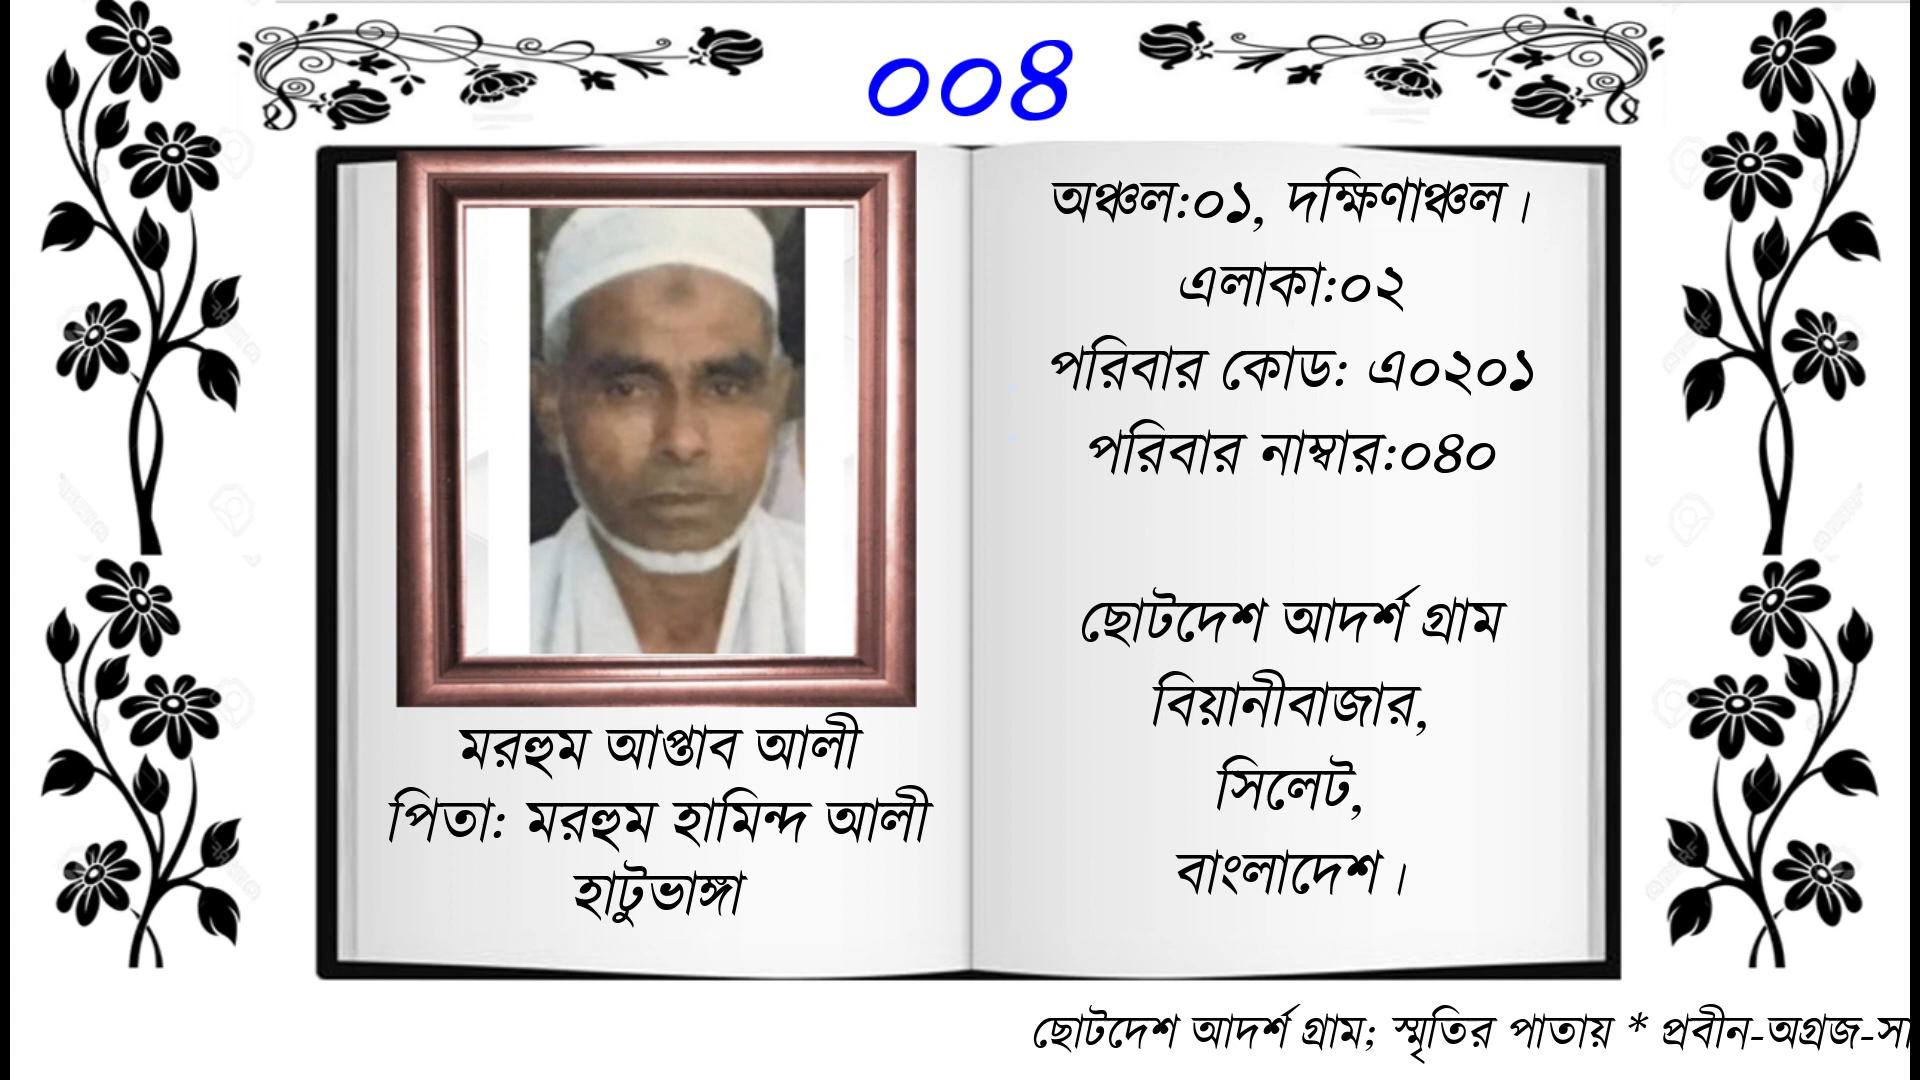 ००৪
মরহুম আপ্তাব আলী
পিতা: মরহুম হামিন্দ আলী
হাটুভাঙ্গা
অঞ্চল:০১, দক্ষিণাঞ্চল।
এলাকা:০২
পরিবার কোড: এ০২০১
পরিবার নাম্বার:০৪০
ছোটদেশ আদর্শ গ্রাম
বিয়ানীবাজার,
সিলেট,
বাংলাদেশ।
ছোটদেশ আদর্শ গ্রাম; স্মৃতির পাতায় * প্রবীন-অগ্রজ-সা